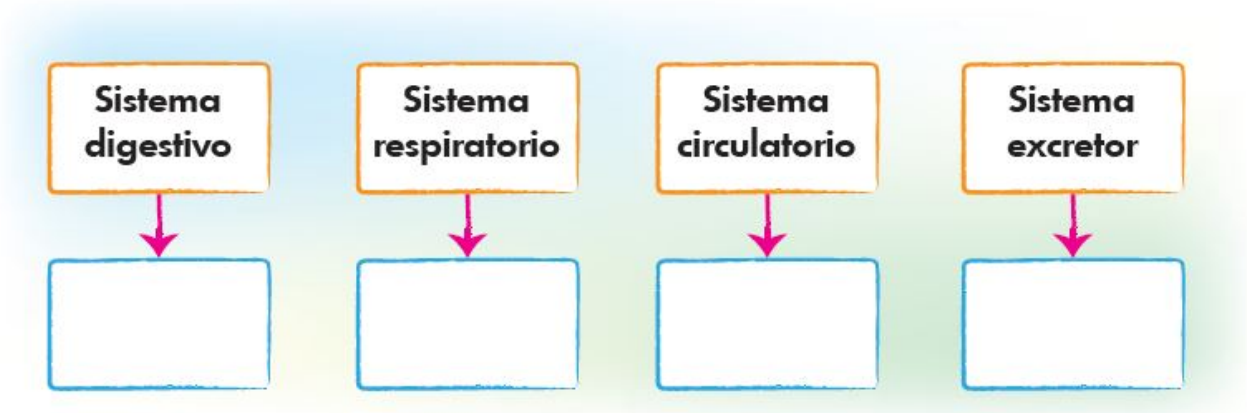 Sistema
digestivo
Sistema
respiratorio
Sistema
circulatorio
Sistema
excretor